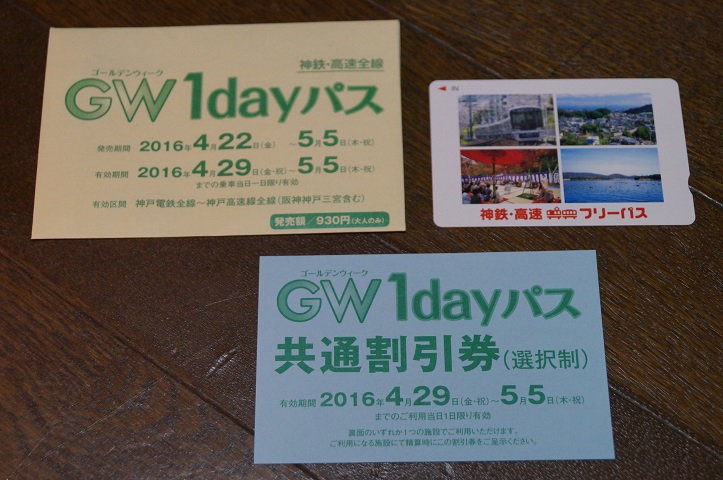 神鉄・高速全線
ゴールデンウィーク
GW 1dayパス
発売期間 2016年4月22日(金) ～5月5日(木・祝)
有効期間 2016年4月29日(金・祝)～5月5日(木・祝)
までの乗車当日一日限り有効
有効区間 神戸電鉄全線～神戸高速線全線(阪神神戸三宮含む)
発売額／930円(大人のみ)
IN
神鉄・高速 フリーパス
ゴールデンウィーク
GW 1dayパス
共通割引券(選択制)
有効期間 2016年4月29日(金・祝)～5月5日(木・祝)
までのご利用当日1日限り有効
裏面のいずれか1つの施設でご利用いただけます。
ご利用になる施設にて精算時にこの割引券をご呈示ください。